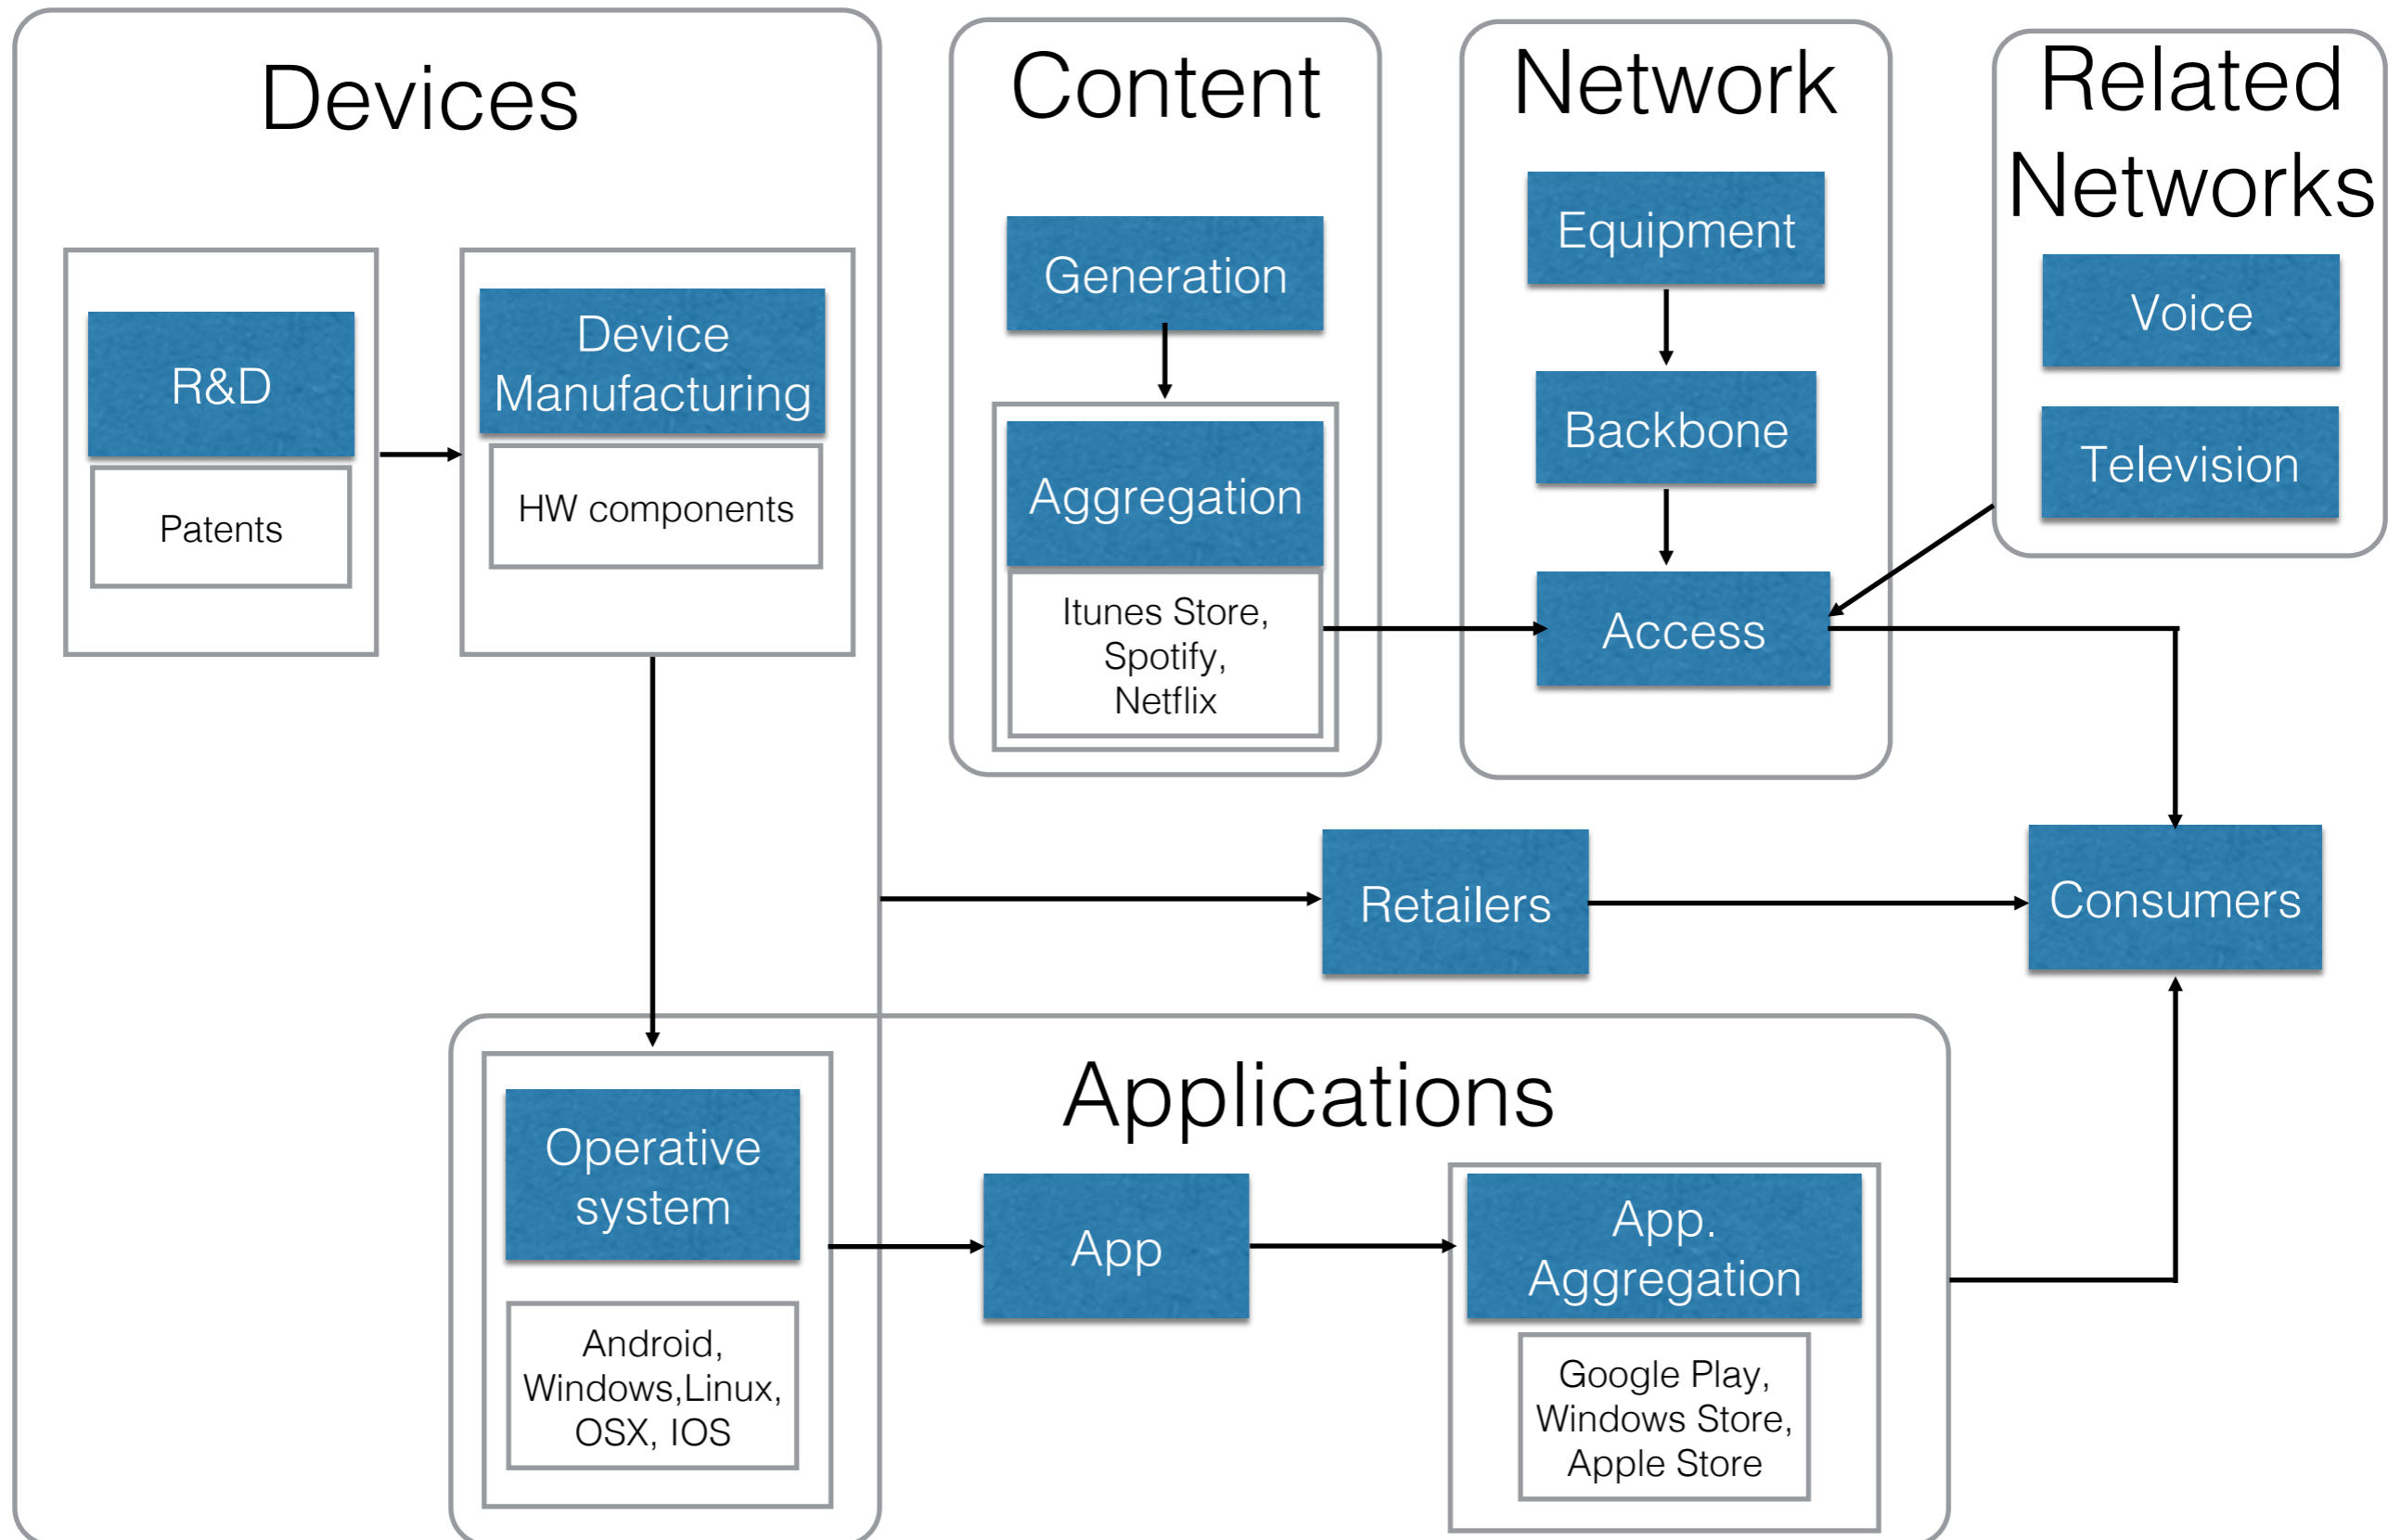 Devices
R&D
Patents
Device
Manufacturing
HW components
Content
Generation
Aggregation
Itunes Store,
Spotify,
Netflix
Network
Equipment
Backbone
Access
Related
Networks
Voice
Television
Retailers
Consumers
Applications
Operative
system
Android,
Windows,Linux,
OSX, IOS
App
App.
Aggregation
Google Play,
Windows Store,
Apple Store